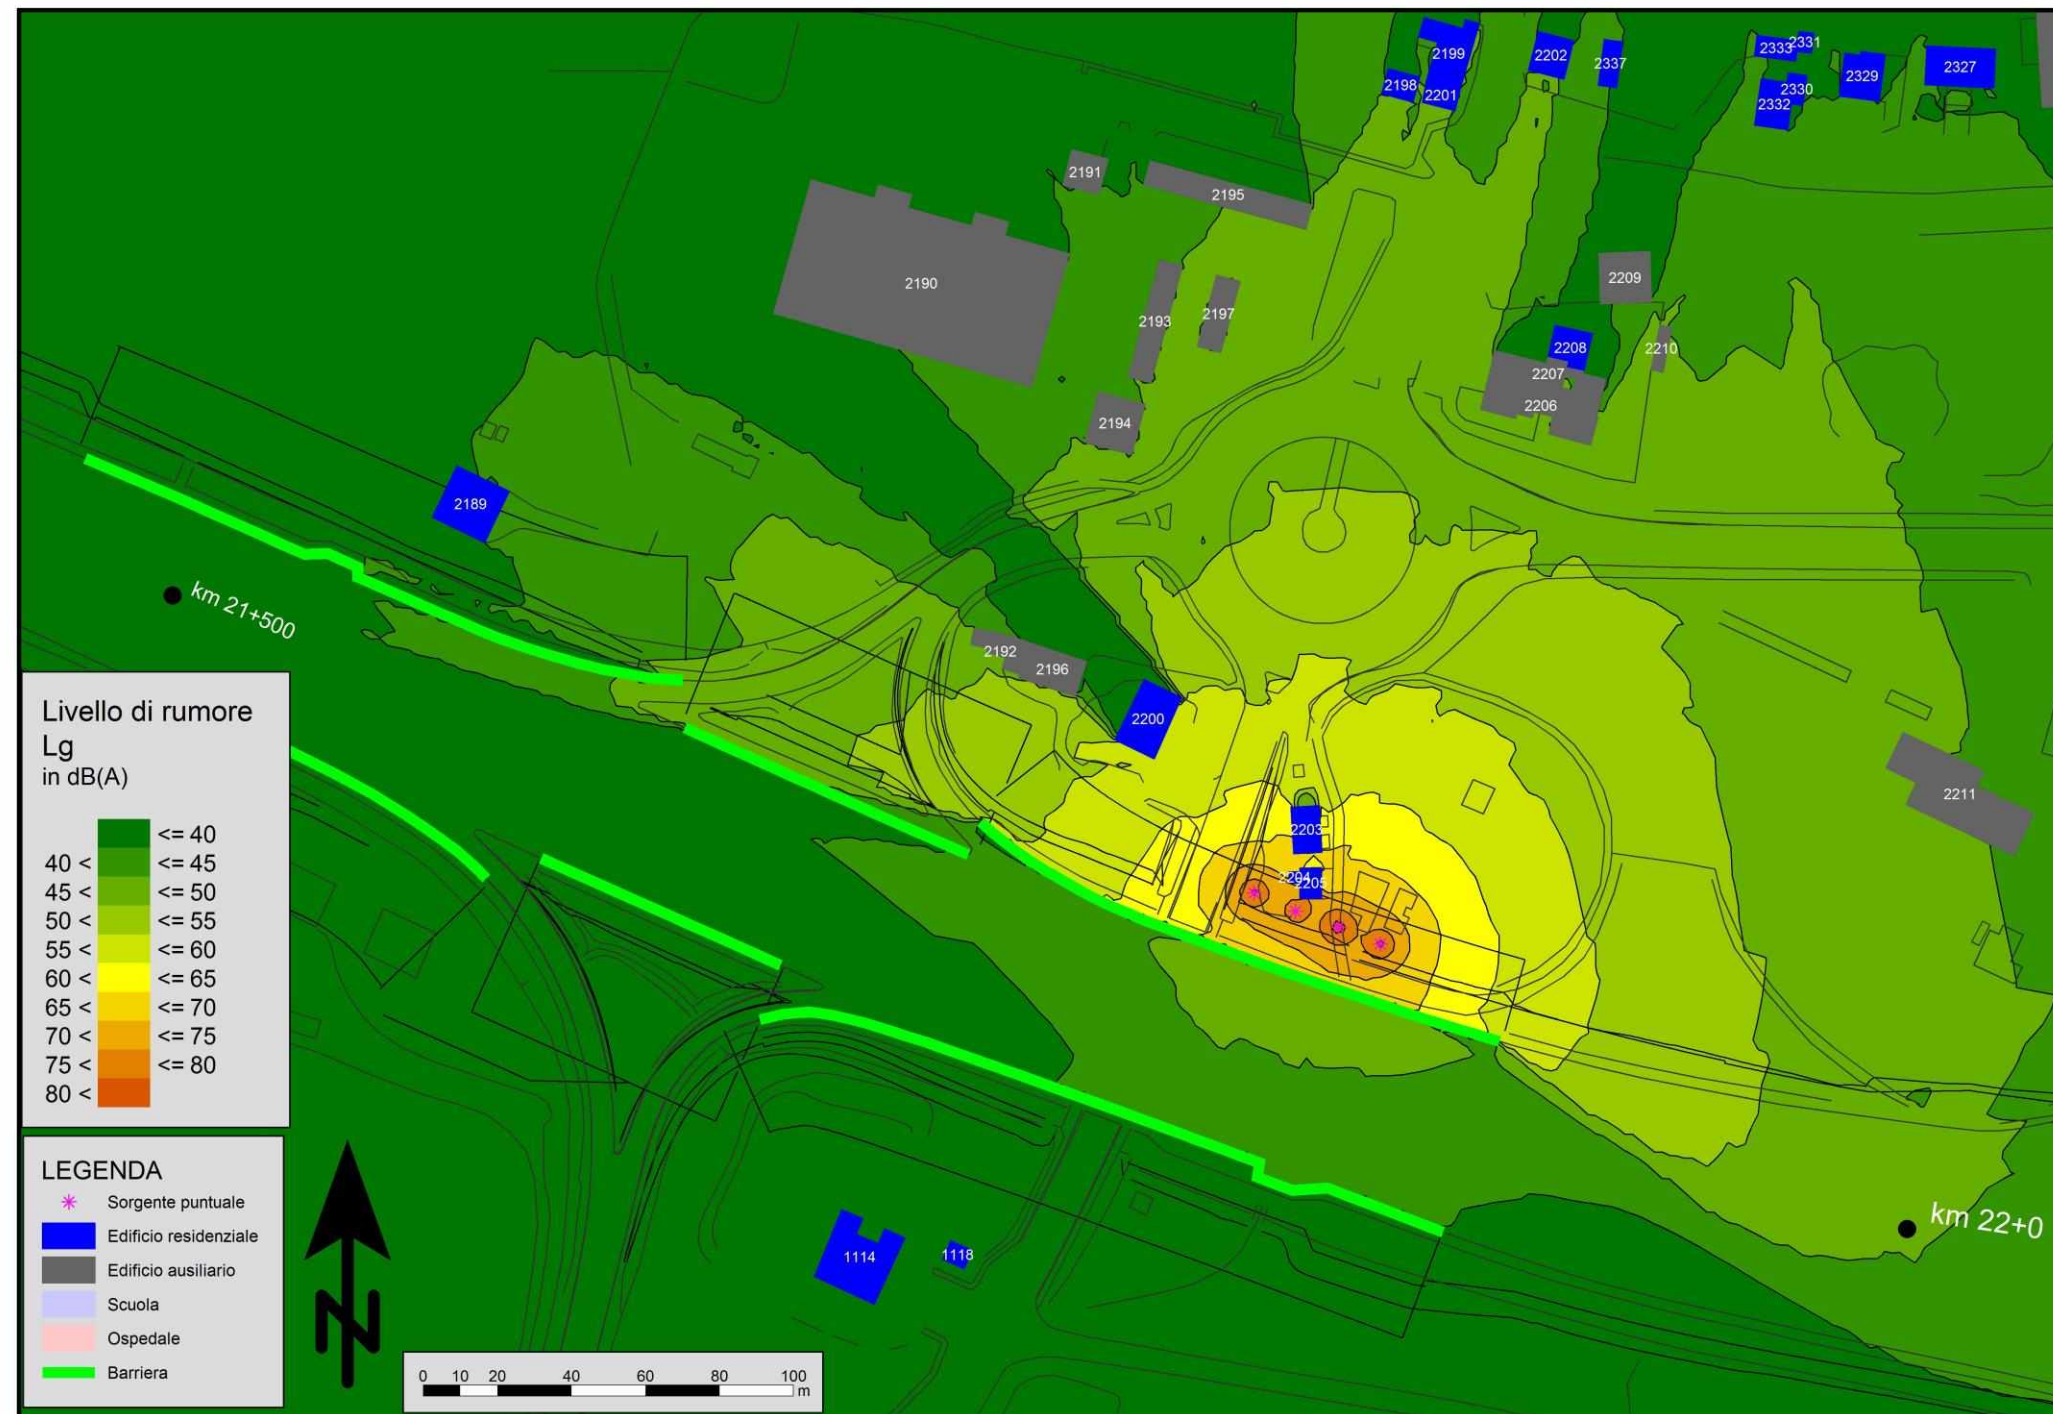 2199
2202
2337
2333
2331
2329
2327
2198
2201
2330
2332
2191
2195
2190
2209
2193
2197
2208
2210
2207
2206
2194
2189
km 21+500
2192
2196
2200
2211
2203
2204
2205
Livello di rumore
Lg
in dB(A)
<= 40
40 < <= 45
45 < <= 50
50 < <= 55
55 < <= 60
60 < <= 65
65 < <= 70
70 < <= 75
75 < <= 80
80 <
km 22+0
LEGENDA
Sorgente puntuale
Edificio residenziale
Edificio ausiliario
Scuola
Ospedale
Barriera
N
1114
1118
0 10 20 40 60 80 100
m